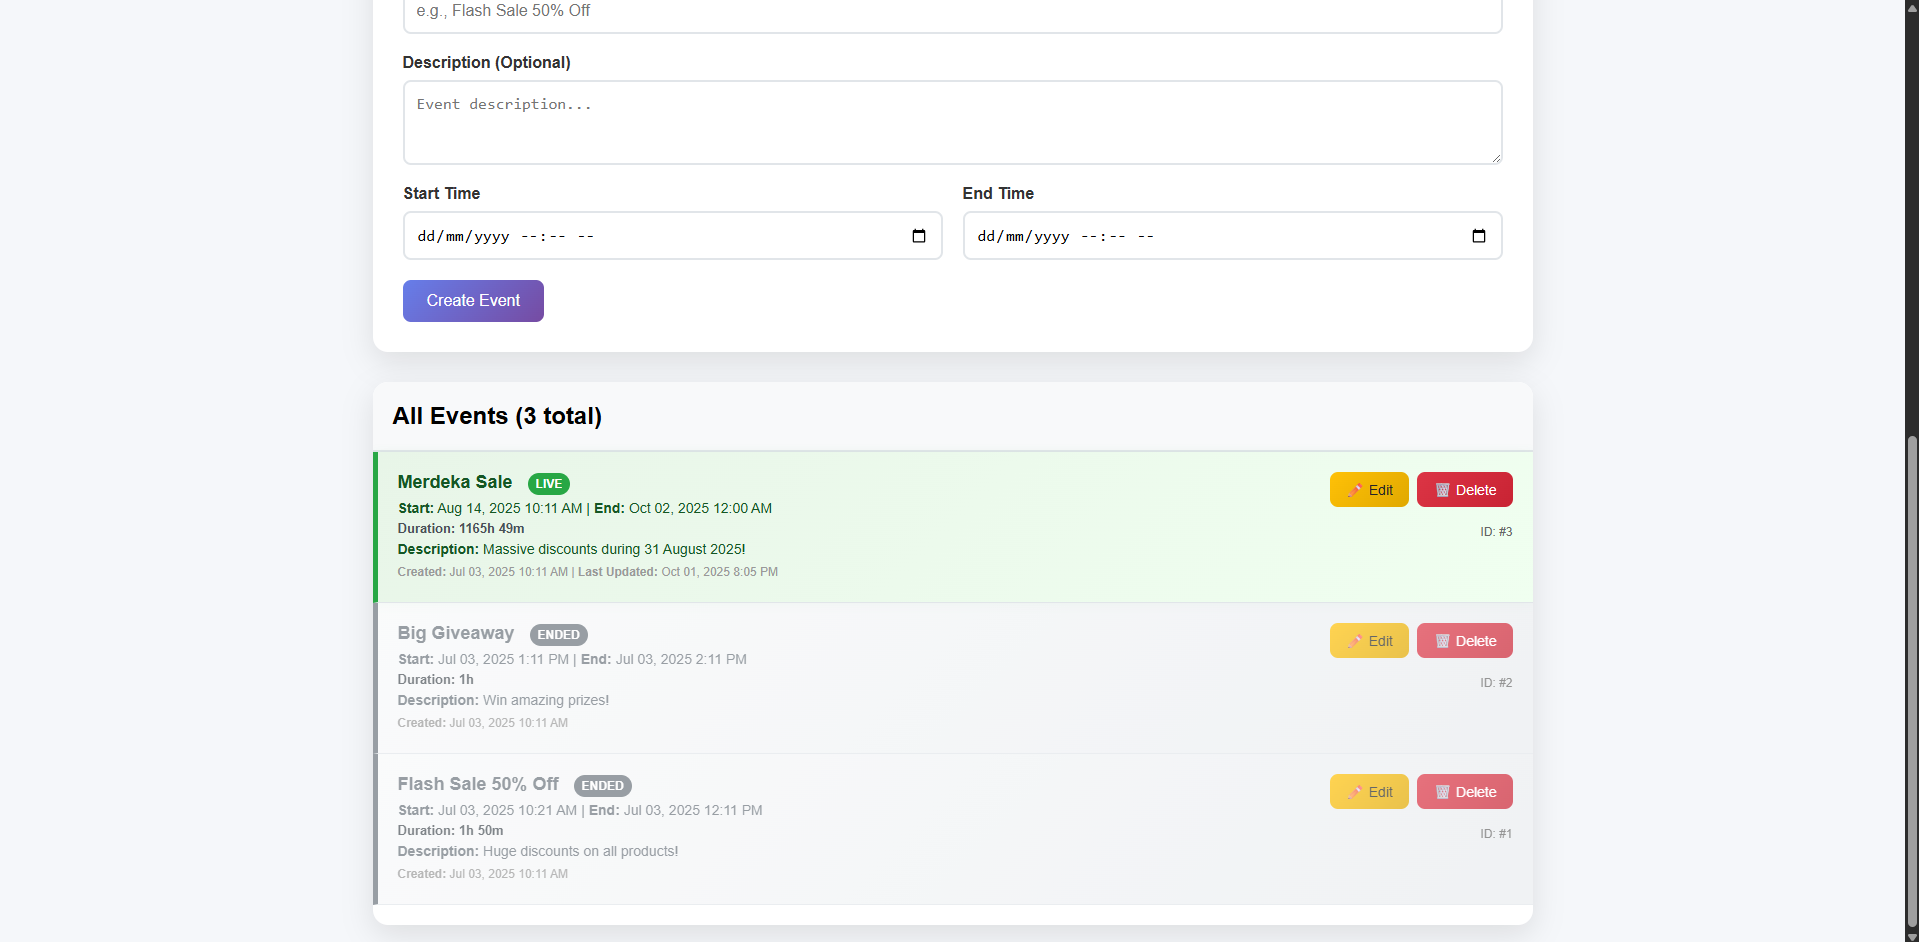 e.g., Flash Sale 50% Off
Description (Optional)
Event description...
Start Time
End Time
dd/mm/yyyy --:-- --
dd/mm/yyyy --:-- --
Create Event
All Events (3 total)
Merdeka Sale LIVE
Edit
Delete
Start: Aug 14, 2025 10:11 AM | End: Oct 02, 2025 12:00 AM
Duration: 1165h 49m
ID: #3
Description: Massive discounts during 31 August 2025!
Created: Jul 03, 2025 10:11 AM | Last Updated: Oct 01, 2025 8:05 PM
Big Giveaway ENDED
Edit
Delete
Start: Jul 03, 2025 1:11 PM | End: Jul 03, 2025 2:11 PM
Duration: 1h
ID: #2
Description: Win amazing prizes!
Created: Jul 03, 2025 10:11 AM
Flash Sale 50% Off ENDED
Edit
Delete
Start: Jul 03, 2025 10:21 AM | End: Jul 03, 2025 12:11 PM
Duration: 1h 50m
ID: #1
Description: Huge discounts on all products!
Created: Jul 03, 2025 10:11 AM